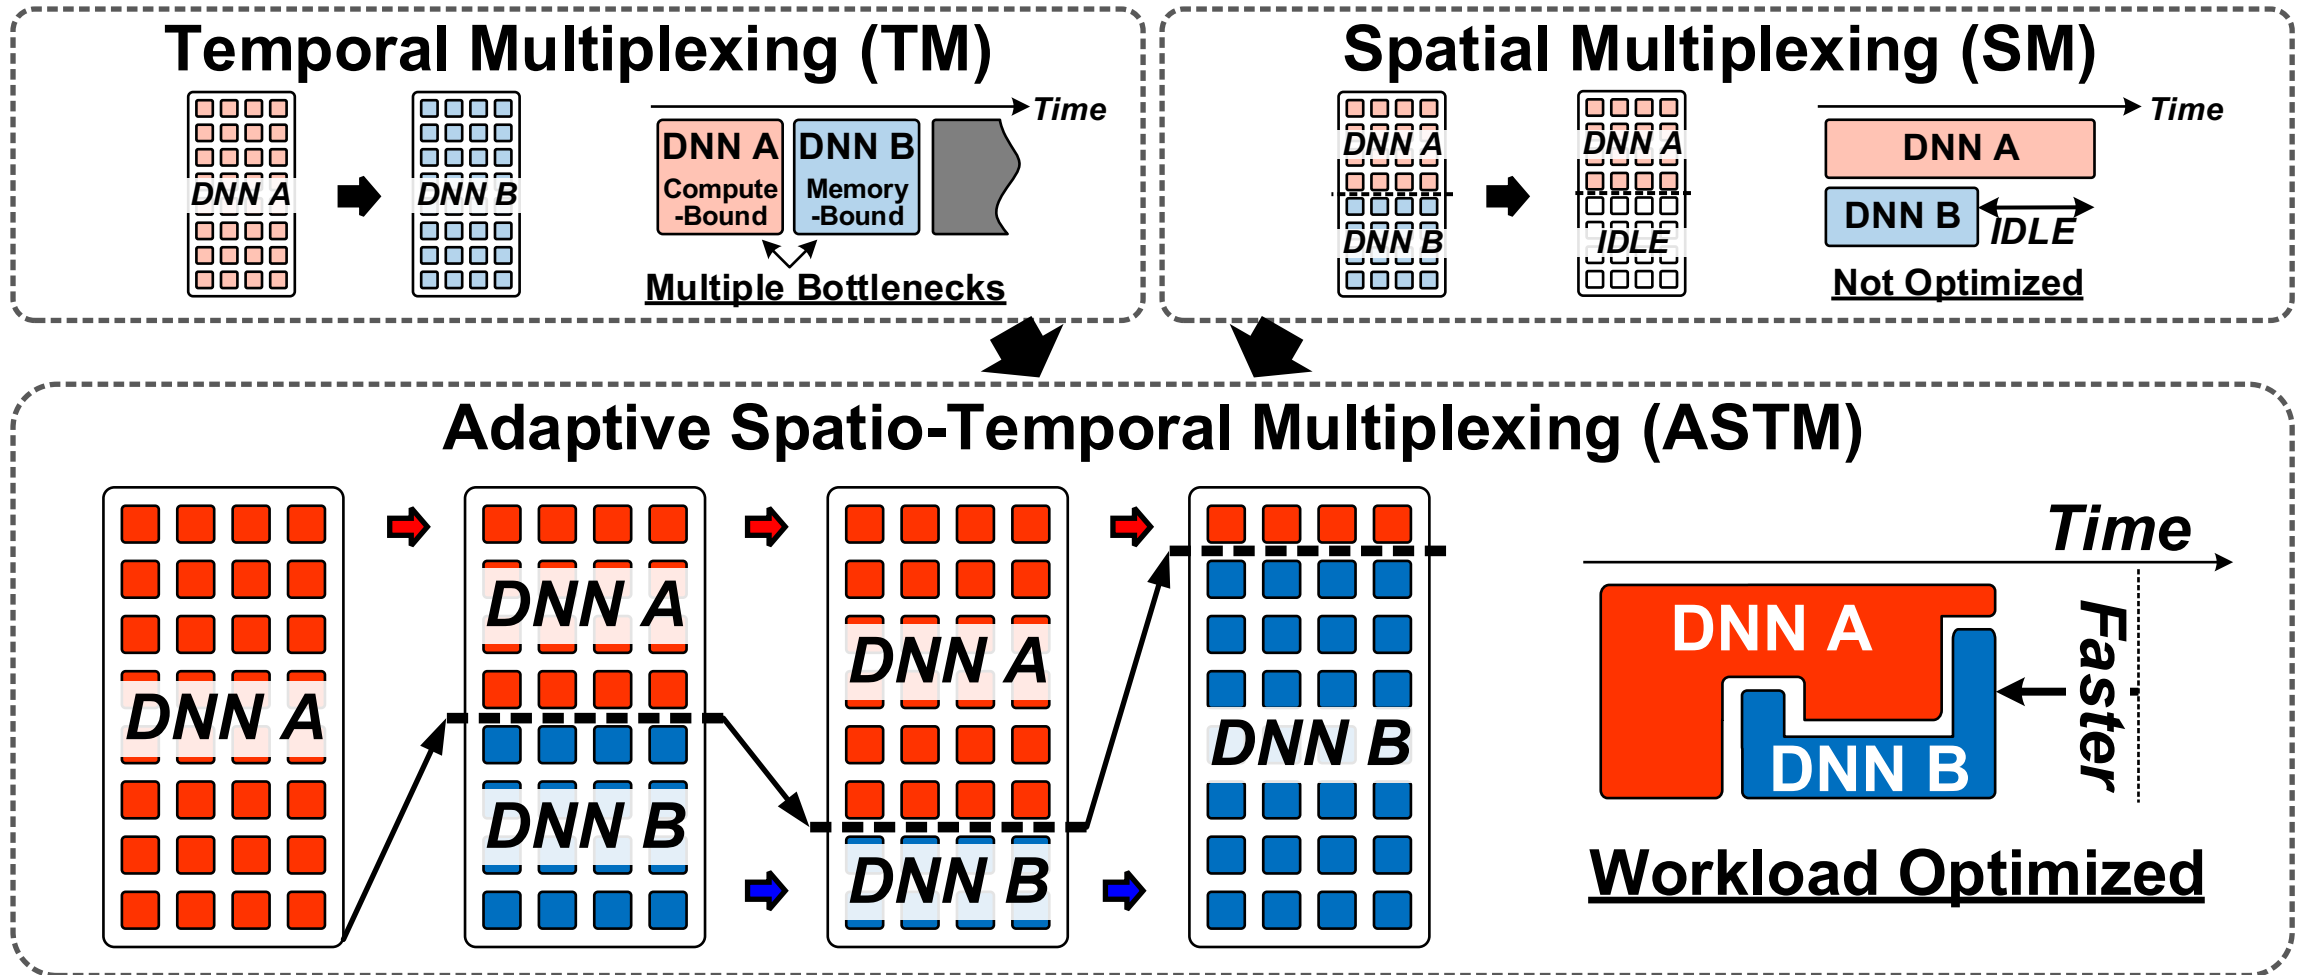 Temporal Multiplexing (TM)
DNN A
DNN B
Time
DNN A
Compute
-Bound
DNN B
Memory
-Bound
Multiple Bottlenecks
Spatial Multiplexing (SM)
DNN A
DNN B
DNN A
IDLE
Time
DNN A
DNN B
IDLE
Not Optimized
Adaptive Spatio-Temporal Multiplexing (ASTM)
DNN A
DNN A
DNN B
DNN A
DNN B
DNN B
Time
DNN A
DNN B
Faster
Workload Optimized